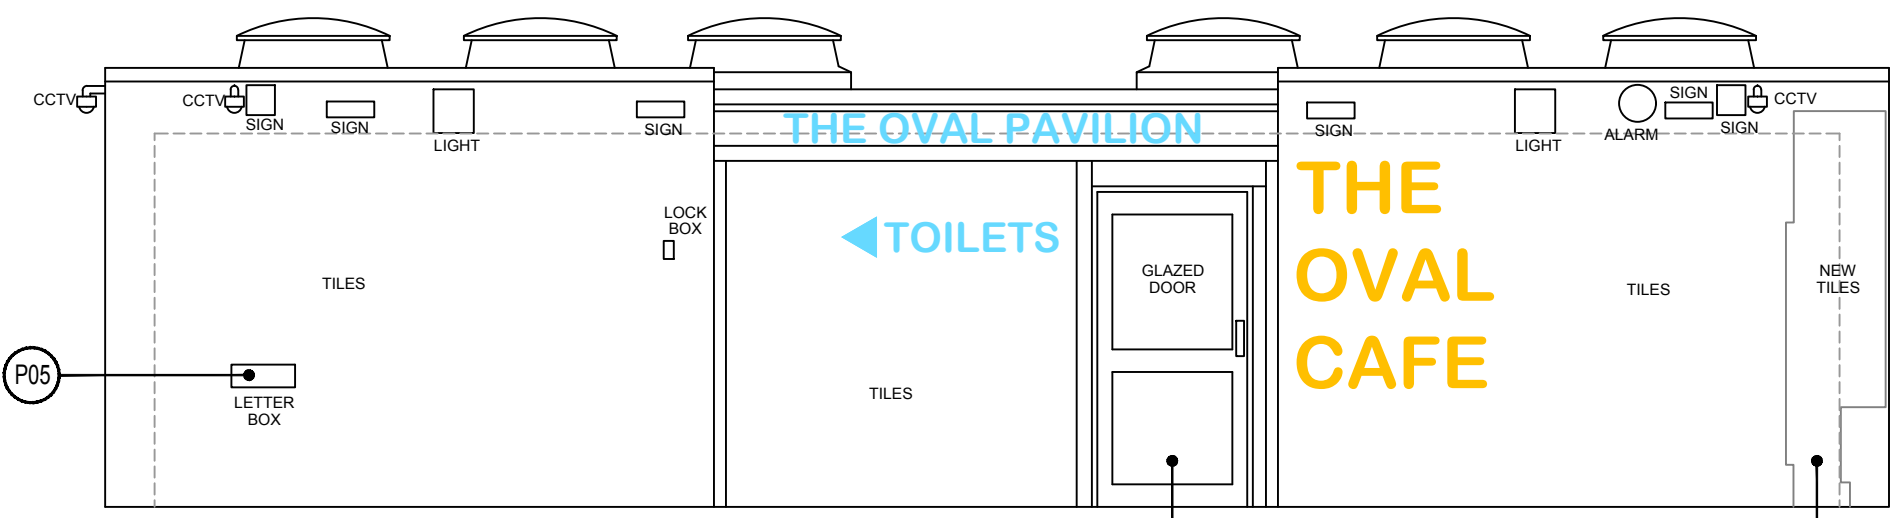 CCTV
CCTV
SIGN
SIGN
LIGHT
SIGN
THE OVAL PAVILION
SIGN
LIGHT
ALARM
SIGN
SIGN
CCTV
LOCK
BOX
TOILETS
TILES
GLAZED
DOOR
THE
OVAL
CAFE
TILES
NEW
TILES
P05
LETTER
BOX
TILES